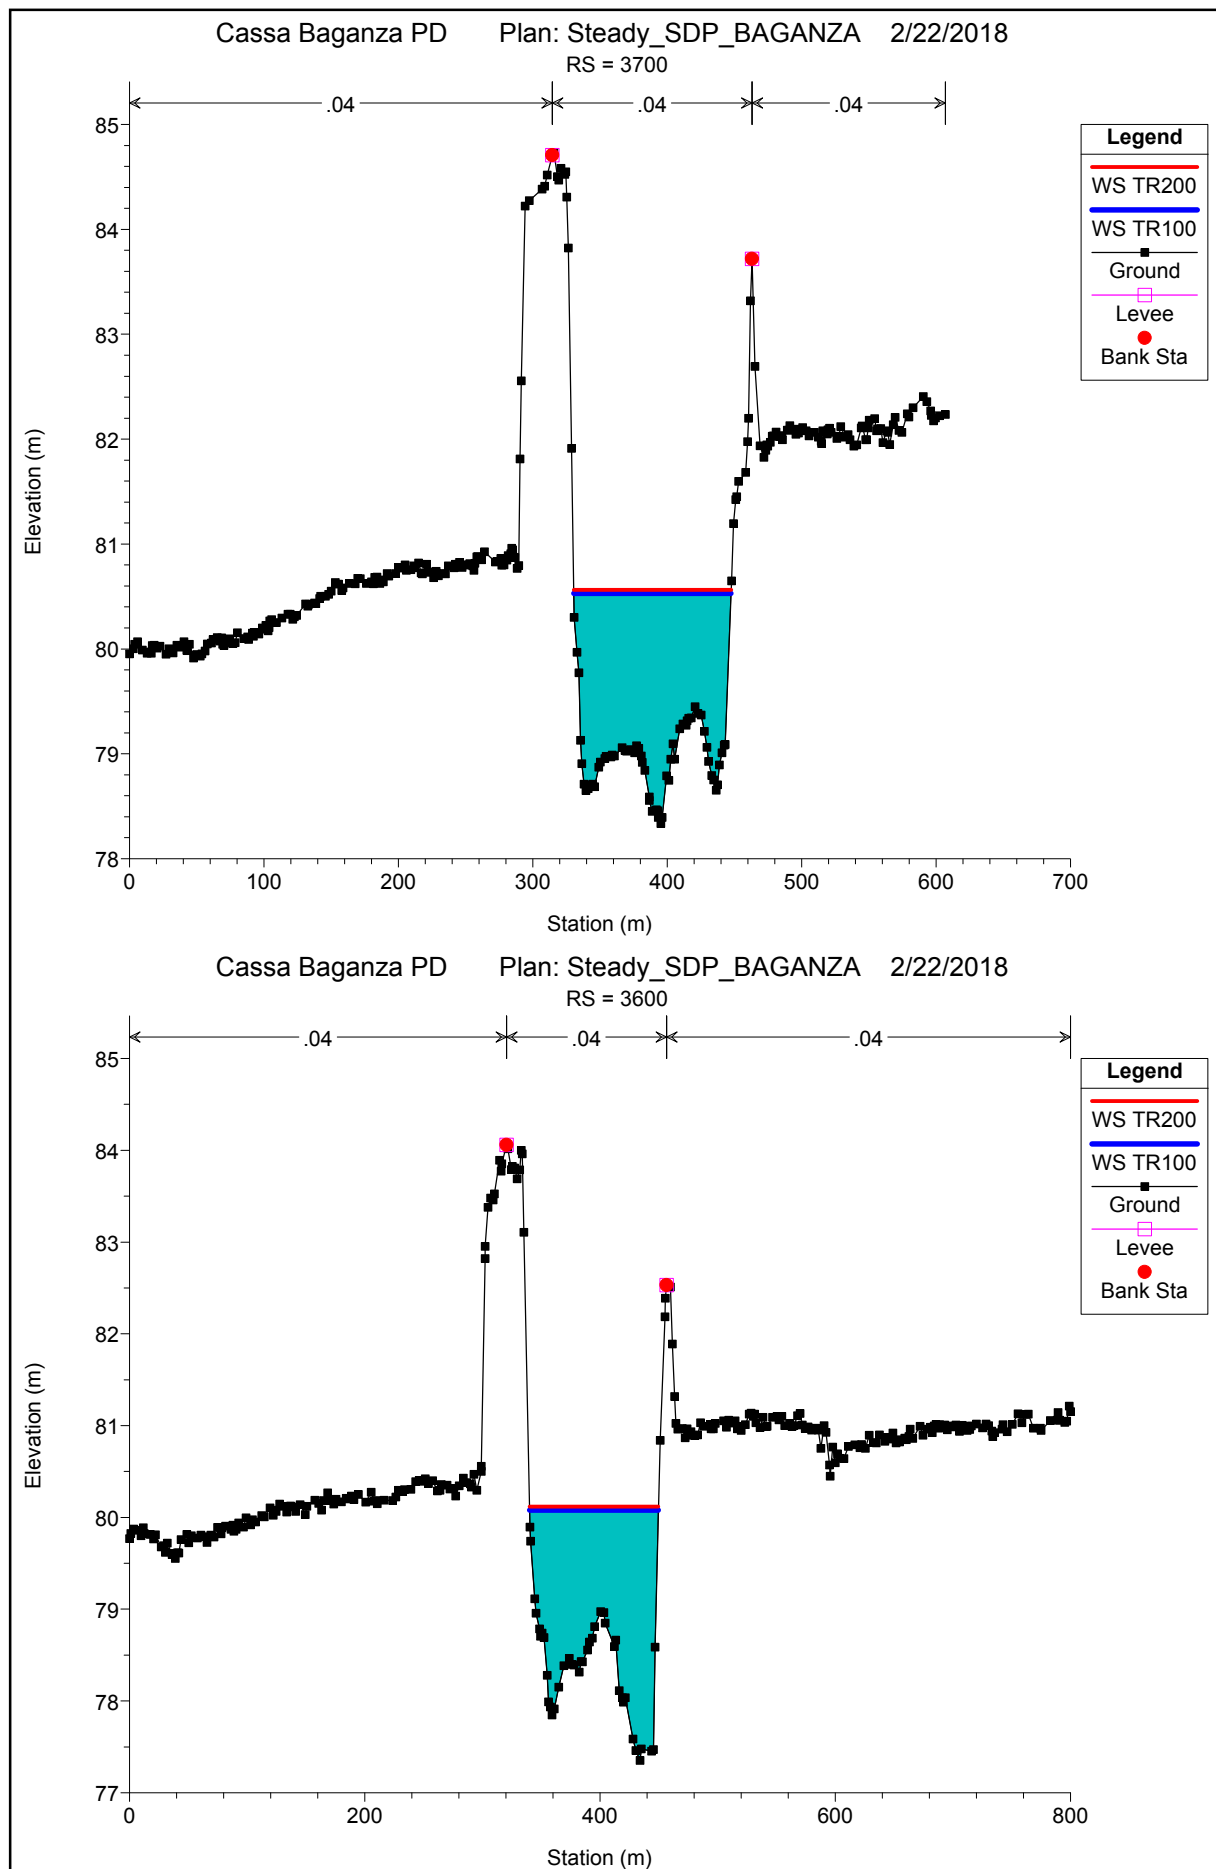 Cassa Baganza PD Plan: Steady_SDP_BAGANZA 2/22/2018
RS = 3700
.04 .04 .04
85
84
83
82
81
80
79
78
Elevation (m)
0 100 200 300 400 500 600 700
Station (m)
Legend
WS TR200
WS TR100
Ground
Levee
Bank Sta
Cassa Baganza PD Plan: Steady_SDP_BAGANZA 2/22/2018
RS = 3600
.04 .04 .04
85
84
83
82
81
80
79
78
77
Elevation (m)
0 200 400 600 800
Station (m)
Legend
WS TR200
WS TR100
Ground
Levee
Bank Sta